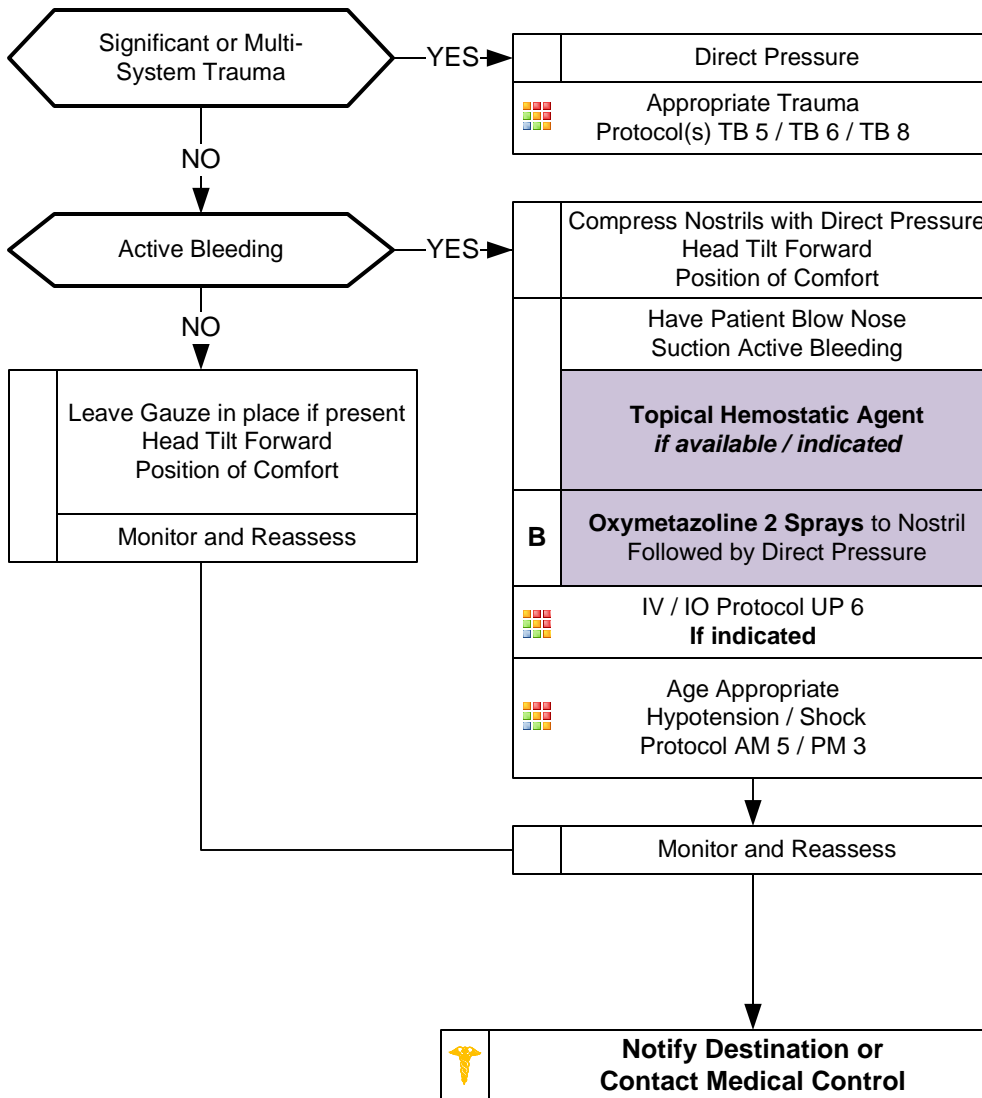 Significant or Multi-
System Trauma
YES
Direct Pressure
Appropriate Trauma
Protocol(s) TB 5 / TB 6 / TB 8
NO
Active Bleeding
YES
Compress Nostrils with Direct Pressure
Head Tilt Forward
Position of Comfort
Have Patient Blow Nose
Suction Active Bleeding
Topical Hemostatic Agent
if available / indicated
B
Oxymetazoline 2 Sprays to Nostril
Followed by Direct Pressure
IV / IO Protocol UP 6
If indicated
Age Appropriate
Hypotension / Shock
Protocol AM 5 / PM 3
NO
Leave Gauze in place if present
Head Tilt Forward
Position of Comfort
Monitor and Reassess
Monitor and Reassess
Notify Destination or
Contact Medical Control